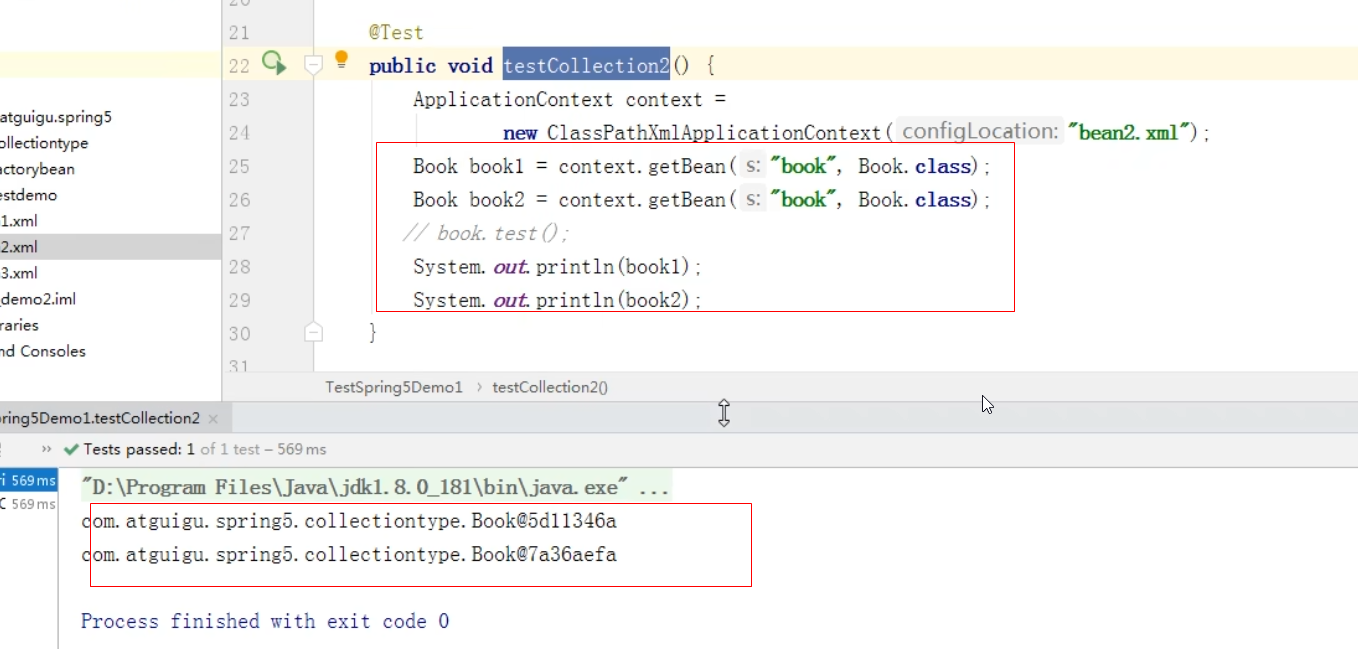 21 @Test
22 public void testCollection2() {
23 ApplicationContext context =
24 new ClassPathXmlApplicationContext( configLocation: "bean2.xml");
25 Book book1 = context.getBean( s: "book", Book.class);
26 Book book2 = context.getBean( s: "book", Book.class);
27 // book.test();
28 System.out.println(book1);
29 System.out.println(book2);
30 }
31
atguigu.spring5
ollectiontype
actorybean
estdemo
1.xml
2.xml
3.xml
_demo2.iml
raries
nd Consoles
TestSpring5Demo1 › testCollection2()
ring5Demo1.testCollection2 ×
» Tests passed: 1 of 1 test – 569 ms
569 ms
569 ms
"D:\Program Files\Java\jdk1.8.0_181\bin\java.exe" ...
com.atguigu.spring5.collectiontype.Book@5d11346a
com.atguigu.spring5.collectiontype.Book@7a36aefa
Process finished with exit code 0